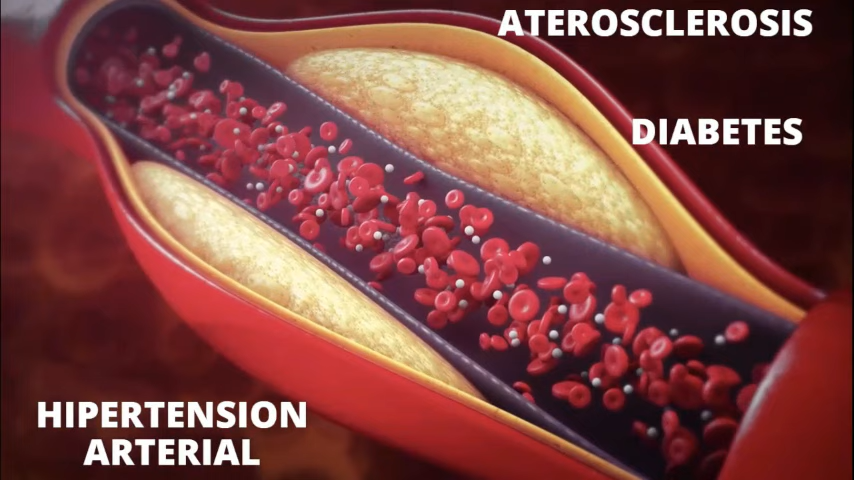 ATEROSCLEROSIS
DIABETES
HIPERTENSION
ARTERIAL